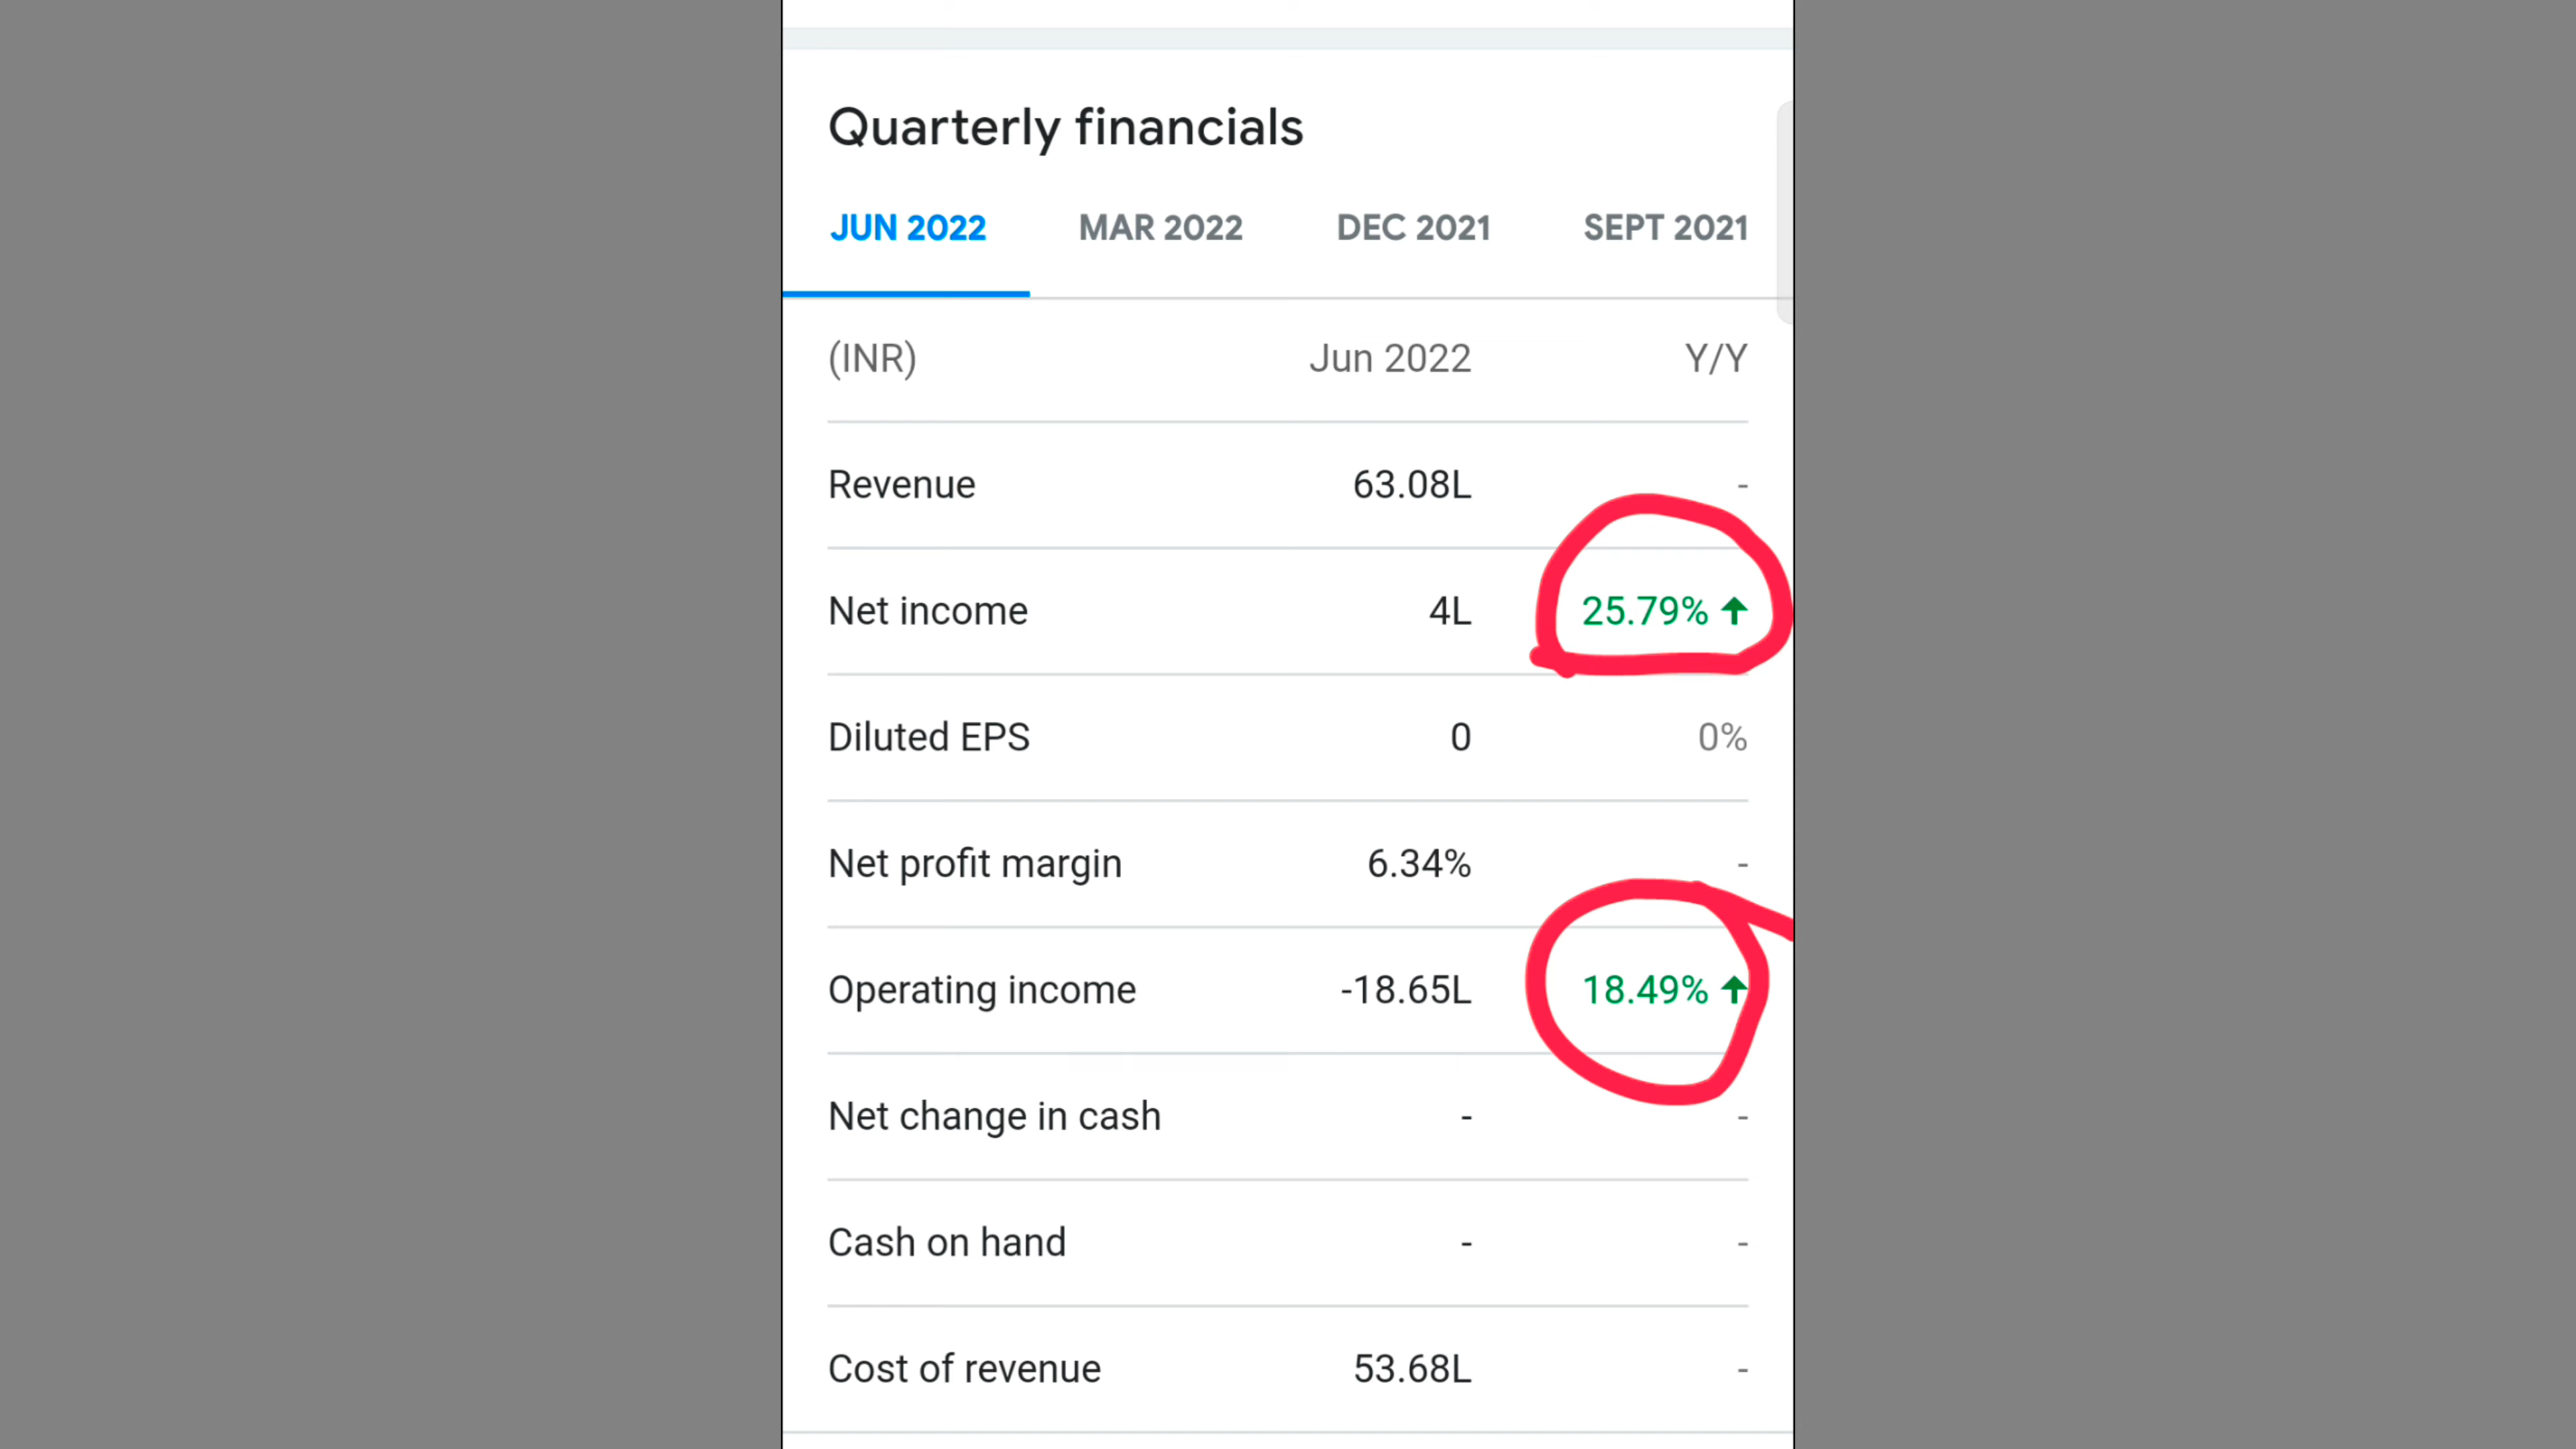 Quarterly financials
JUN 2022 MAR 2022 DEC 2021 SEPT 2021
(INR) Jun 2022 Y/Y
Revenue 63.08L -
Net income 4L 25.79% ↑
Diluted EPS 0 0%
Net profit margin 6.34% -
Operating income -18.65L 18.49% ↑
Net change in cash - -
Cash on hand - -
Cost of revenue 53.68L -